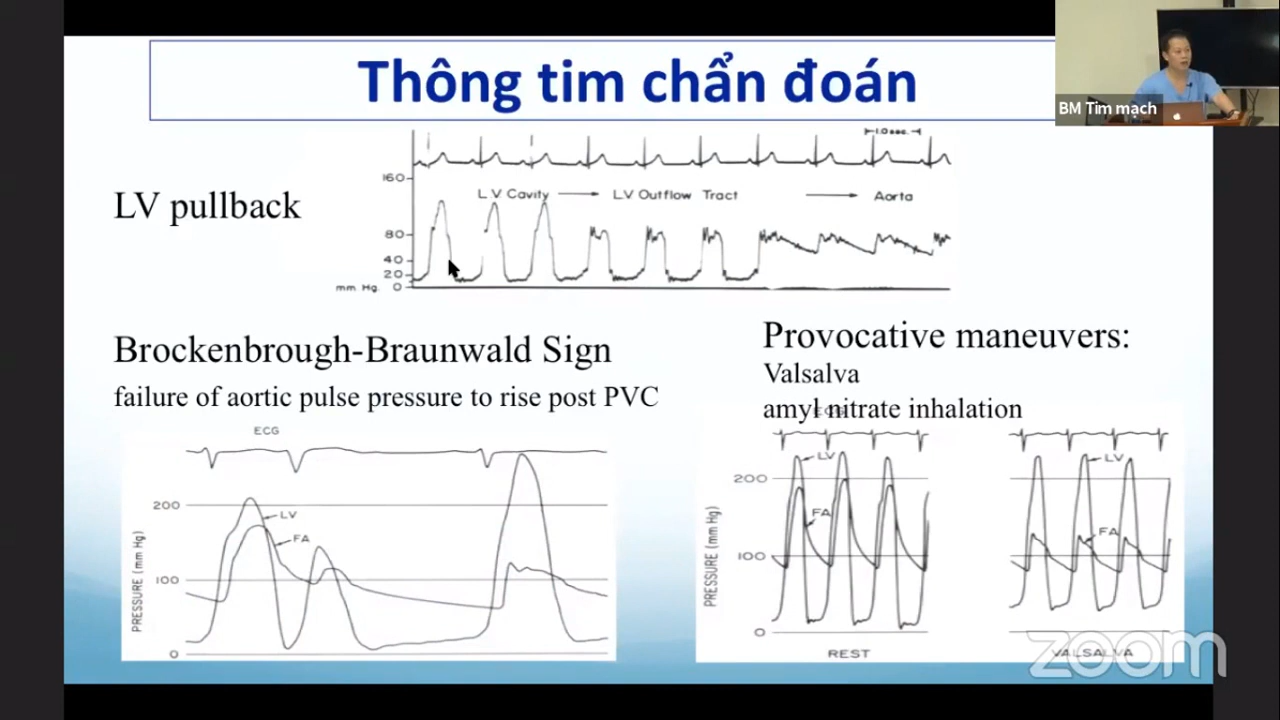 Thông tim chẩn đoán
BM Tim mach
LV pullback
1.0 sec.
160
80
40
20
mm Hg. 0
LV Cavity
LV Outflow Tract
Aorta
Brockenbrough-Braunwald Sign
failure of aortic pulse pressure to rise post PVC
ECG
200
100
0
PRESSURE (mm Hg)
LV
FA
Provocative maneuvers:
Valsalva
amyl nitrate inhalation
ECG
200
100
0
PRESSURE (mm Hg)
LV
FA
LV
FA
REST
VALSALVA
zoom